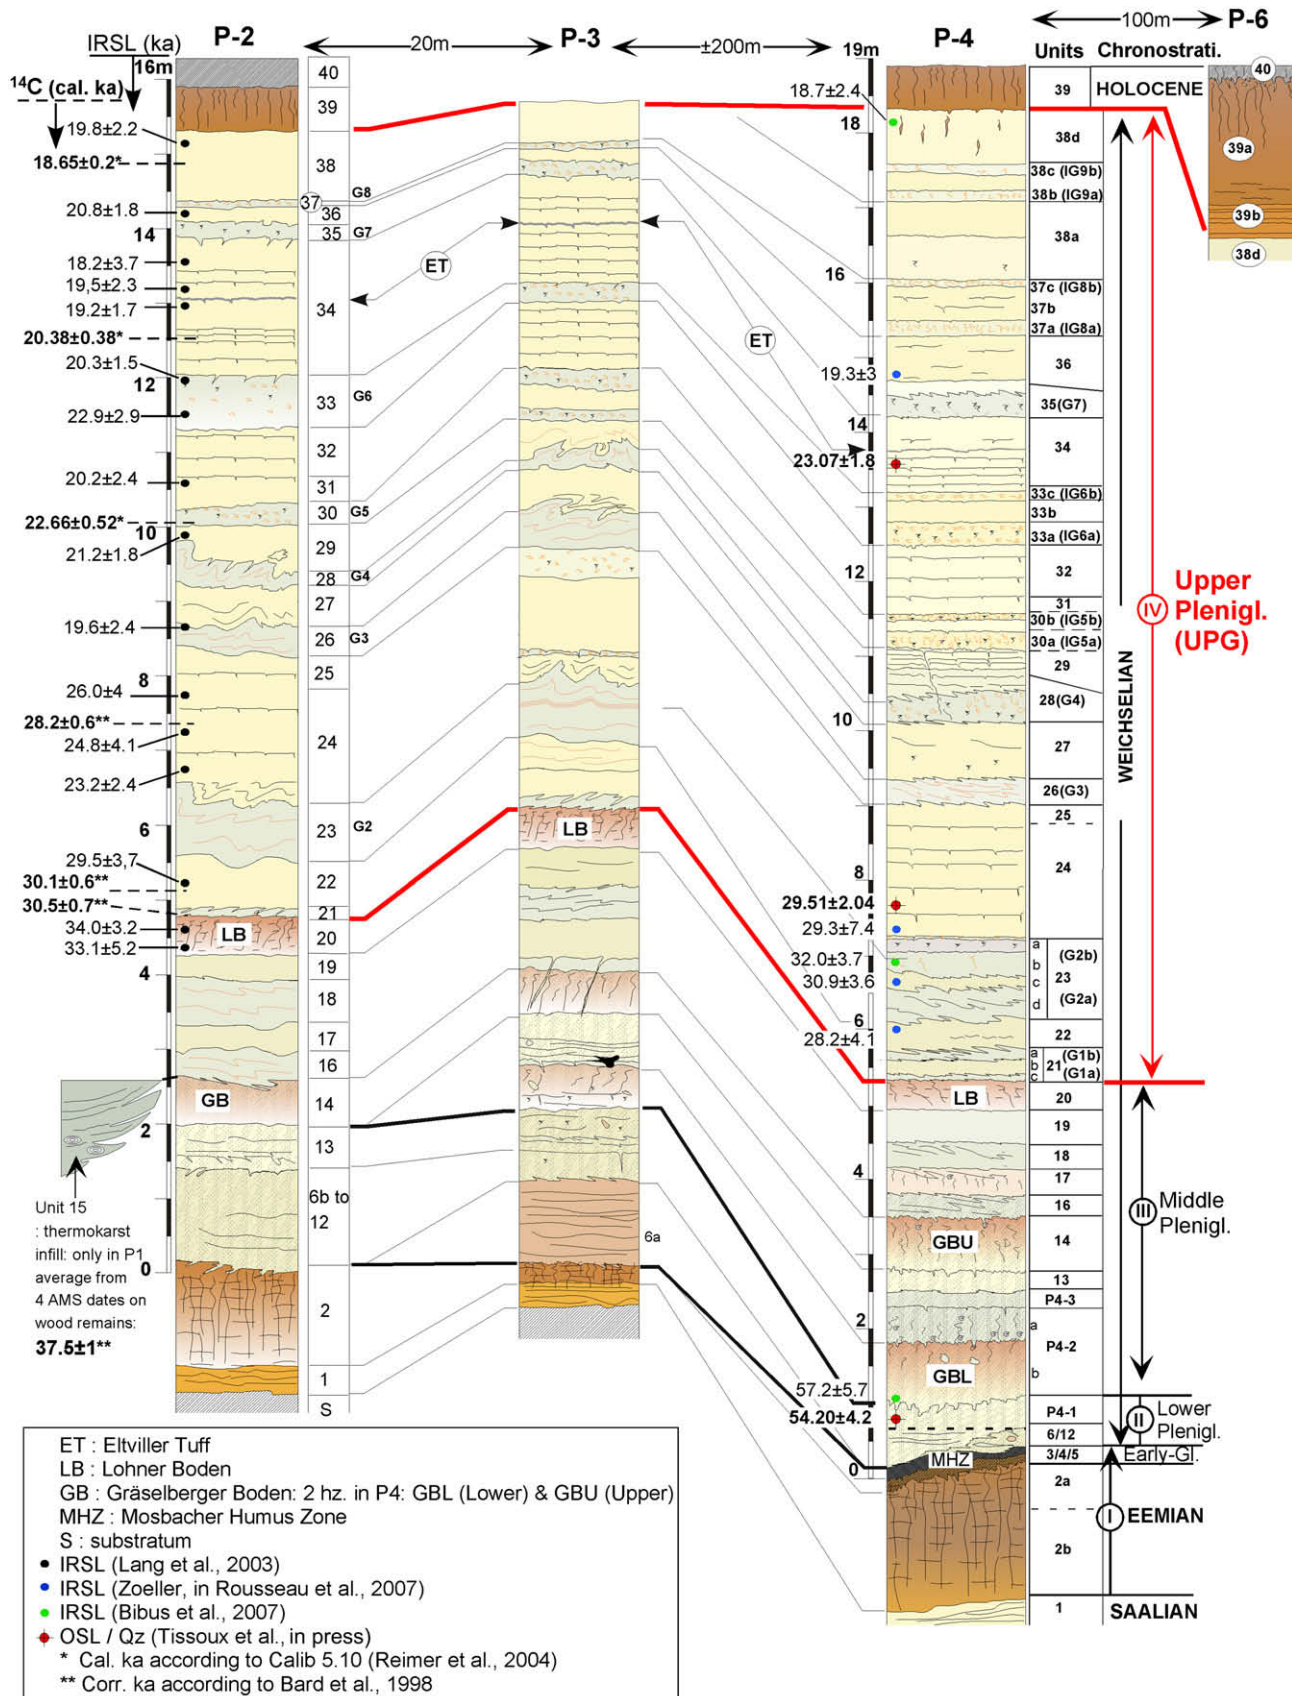 IRSL (ka)
P-2
20m
P-3
±200m
P-4
100m
P-6
Units
Chronostrati.
16m
14C (cal. ka)
19.8±2.2
18.65±0.2*
20.8±1.8
14
18.2±3.7
19,5±2.3
19.2±1.7
20.38±0.38*
20.3±1.5
12
22.9±2.9
20.2±2.4
22.66±0.52*
10
21.2±1.8
19.6±2.4
8
26.0±4
28.2±0.6**
24.8±4.1
23.2±2.4
6
29.5±3,7
30.1±0.6**
30.5±0.7**
34.0±3.2
33.1±5.2
4
2
0
LB
GB
40
39
38
37
G8
36
35
G7
34
33
G6
32
31
30
G5
29
28
G4
27
26
G3
25
24
23
G2
22
21
20
19
18
17
16
14
13
6b to
12
2
1
S
Unit 15
: thermokarst
infill: only in P1
average from
4 AMS dates on
wood remains:
37.5±1**
ET
ET
LB
6a
19m
18.7±2.4
18
16
19.3±3
14
23.07±1.8
12
10
8
29.51±2.04
29.3±7.4
32.0±3.7
30.9±3.6
6
28.2±4.1
4
2
57.2±5.7
54.20±4.2
0
LB
GBU
GBL
MHZ
39
38d
38c (IG9b)
38b (IG9a)
38a
37c (IG8b)
37b
37a (IG8a)
36
35(G7)
34
33c (IG6b)
33b
33a (IG6a)
32
31
30b (IG5b)
30a (IG5a)
29
28(G4)
27
26(G3)
25
24
a
b
c
d
(G2b)
23
(G2a)
22
a
b
c
21
(G1b)
(G1a)
20
19
18
17
16
14
13
P4-3
a
P4-2
b
P4-1
6/12
3/4/5
2a
2b
1
HOLOCENE
WEICHSELIAN
IV
Upper
Plenigl.
(UPG)
III
Middle
Plenigl.
II
Lower
Plenigl.
Early-Gl.
I
EEMIAN
SAALIAN
40
39a
39b
38d
ET : Eltviller Tuff
LB : Lohner Boden
GB : Gräselberger Boden: 2 hz. in P4: GBL (Lower) & GBU (Upper)
MHZ : Mosbacher Humus Zone
S : substratum
IRSL (Lang et al., 2003)
IRSL (Zoeller, in Rousseau et al., 2007)
IRSL (Bibus et al., 2007)
OSL / Qz (Tissoux et al., in press)
* Cal. ka according to Calib 5.10 (Reimer et al., 2004)
** Corr. ka according to Bard et al., 1998